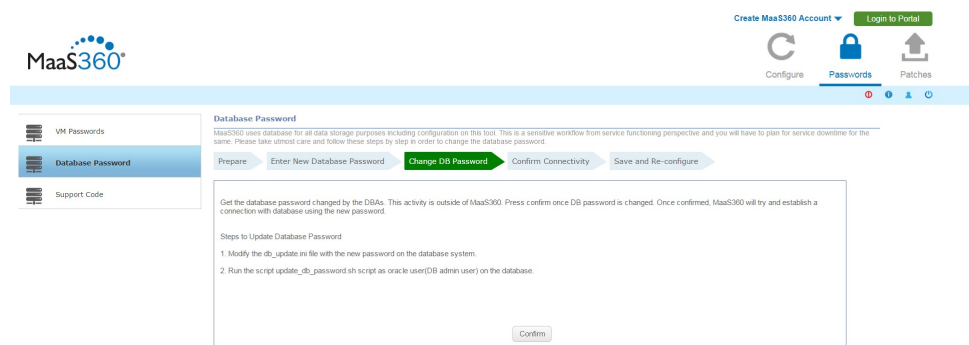 Create MaaS360 Account
Login to Portal
MaaS360
Configure
Passwords
Patches
VM Passwords
Database Password
Support Code
Database Password
MaaS360 uses database for all data storage purposes including configuration on this tool. This is a sensitive workflow from service functioning perspective and you will have to plan for service downtime for the
same. Please take utmost care and follow these steps by step in order to change the database password.
Prepare
Enter New Database Password
Change DB Password
Confirm Connectivity
Save and Re-configure
Get the database password changed by the DBAs. This activity is outside of MaaS360. Press confirm once DB password is changed. Once confirmed, MaaS360 will try and establish a
connection with database using the new password.
Steps to Update Database Password
1. Modify the db_update.ini file with the new password on the database system.
2. Run the script update_db_password.sh script as oracle user(DB admin user) on the database.
Confirm